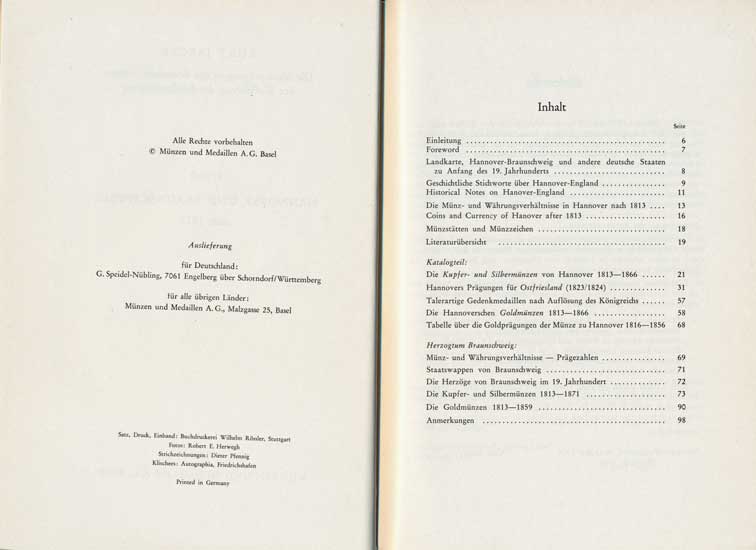 Alle Rechte vorbehalten
© Münzen und Medaillen A.G. Basel
Auslieferung
für Deutschland:
G. Speidel-Nübling, 7061 Engelberg über Schorndorf/Württemberg
für alle übrigen Länder:
Münzen und Medaillen A.G., Malzgasse 25, Basel
Satz, Druck, Einband: Buchdruckerei Wilhelm Rössler, Stuttgart
Fotos: Robert E. Herwegh
Strichzeichnungen: Dieter Pfennig
Klischees: Autographia, Friedrichshafen
Printed in Germany
Inhalt
Seite
Einleitung 6
Foreword 7
Landkarte, Hannover-Braunschweig und andere deutsche Staaten
zu Anfang des 19. Jahrhunderts 8
Geschichtliche Stichworte über Hannover-England 9
Historical Notes on Hanover-England 11
Die Münz- und Währungsverhältnisse in Hannover nach 1813 13
Coins and Currency of Hanover after 1813 16
Münzstätten und Münzzeichen 18
Literaturübersicht 19
Katalogteil:
Die Kupfer- und Silbermünzen von Hannover 1813—1866 21
Hannovers Prägungen für Ostfriesland (1823/1824) 31
Talerartige Gedenkmedaillen nach Auflösung des Königreichs 57
Die Hannoverschen Goldmünzen 1813—1866 58
Tabelle über die Goldprägungen der Münze zu Hannover 1816—1856 68
Herzogtum Braunschweig:
Münz- und Währungsverhältnisse — Prägezahlen 69
Staatswappen von Braunschweig 71
Die Herzöge von Braunschweig im 19. Jahrhundert 72
Die Kupfer- und Silbermünzen 1813—1871 73
Die Goldmünzen 1813—1859 90
Anmerkungen 98